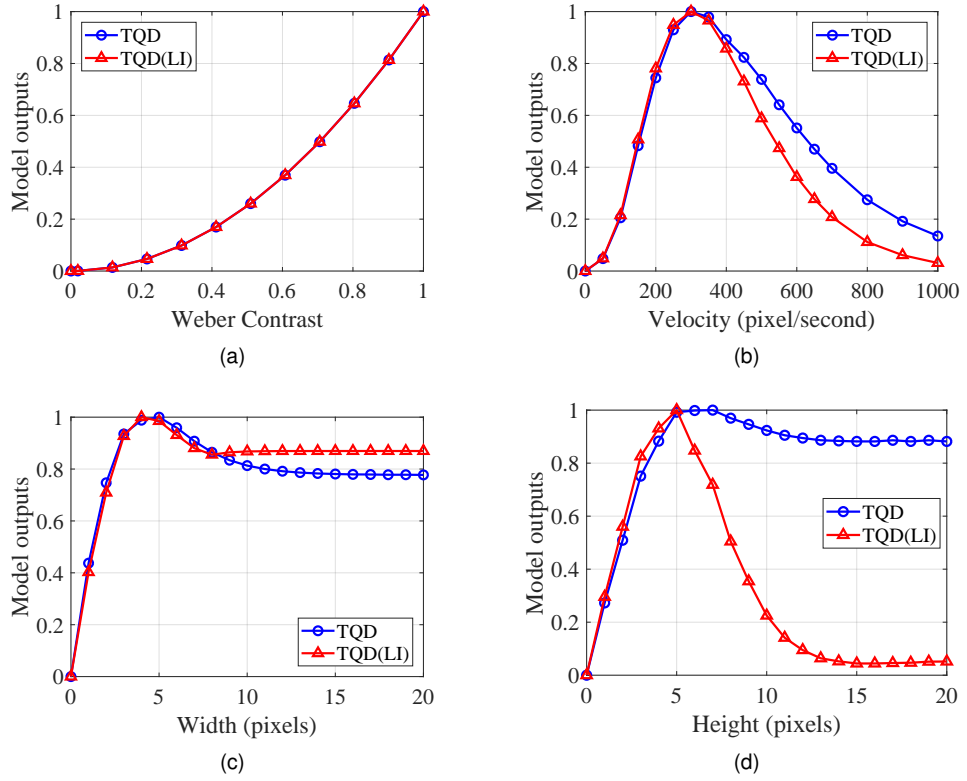 1
0.8
0.6
0.4
0.2
0
0 0.2 0.4 0.6 0.8 1
Model outputs
Weber Contrast
TQD
TQD(LI)
(a)
1
0.8
0.6
0.4
0.2
0
0 200 400 600 800 1000
Model outputs
Velocity (pixel/second)
TQD
TQD(LI)
(b)
1
0.8
0.6
0.4
0.2
0
0 5 10 15 20
Model outputs
Width (pixels)
TQD
TQD(LI)
(c)
1
0.8
0.6
0.4
0.2
0
0 5 10 15 20
Model outputs
Height (pixels)
TQD
TQD(LI)
(d)